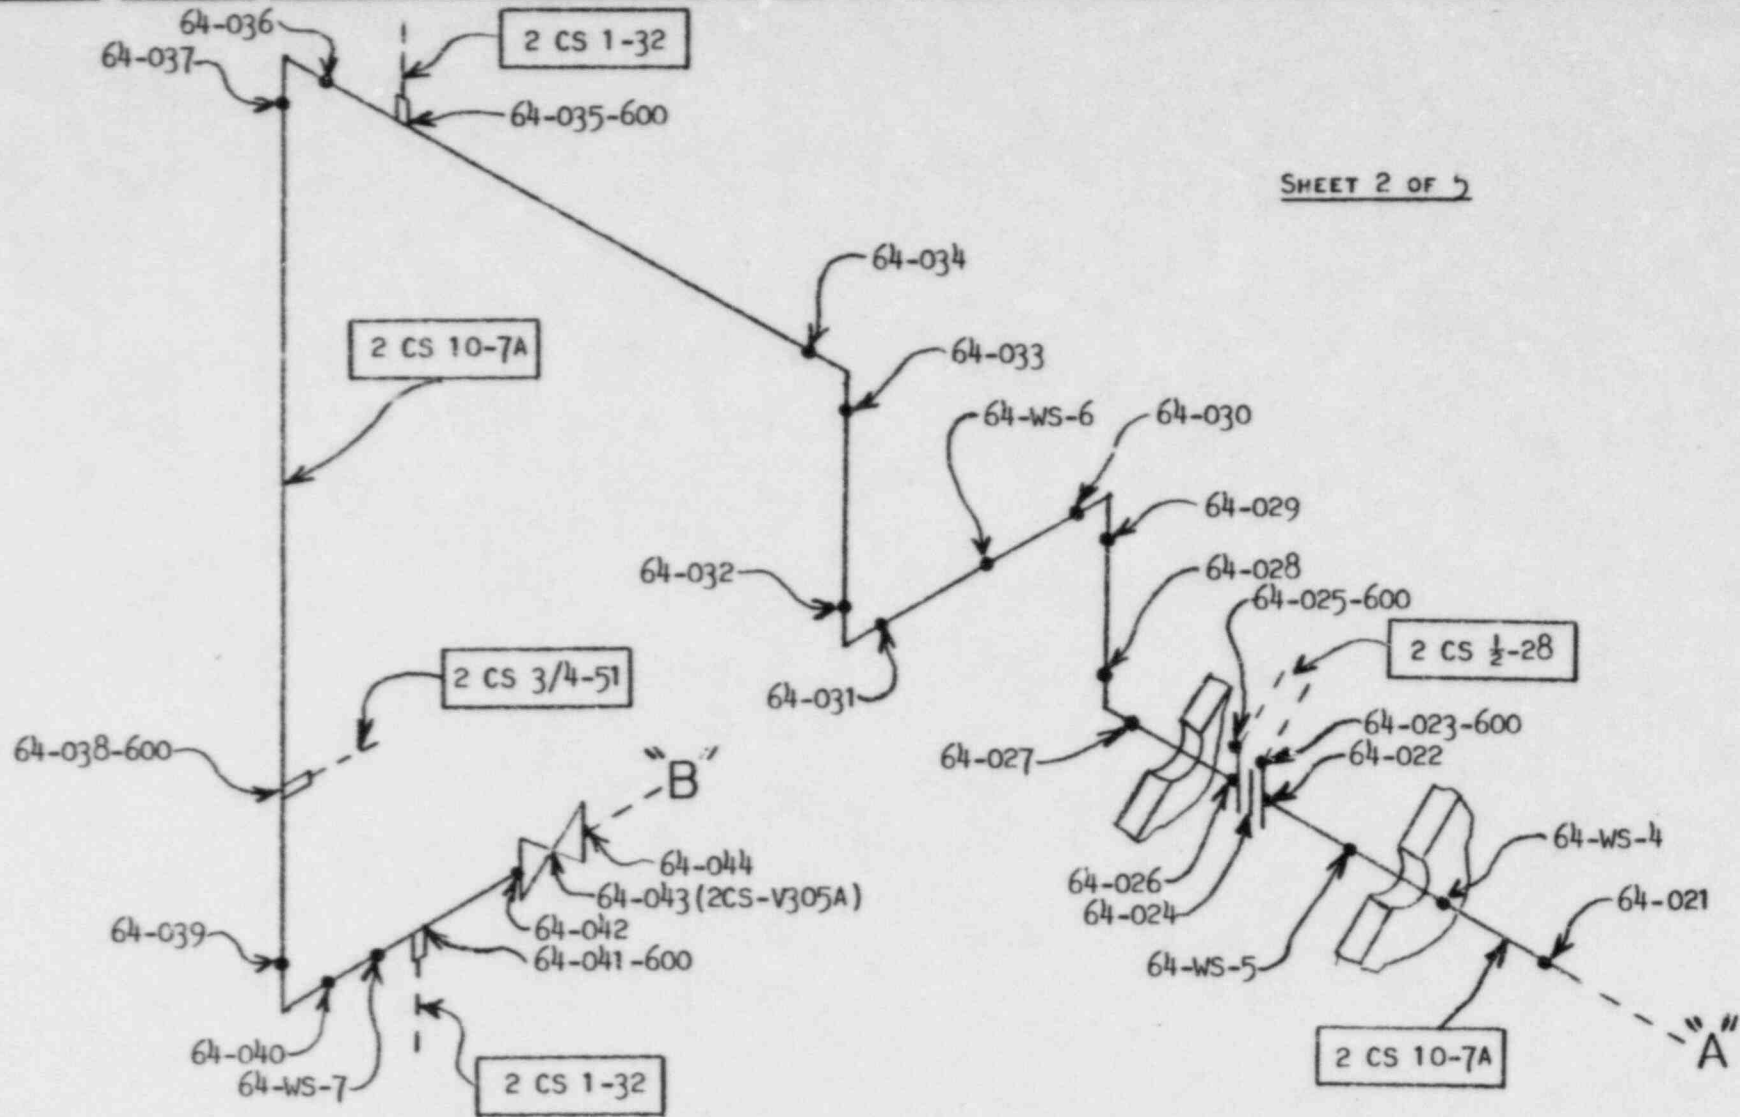 64-036
2 CS 1-32
64-037
64-035-600
SHEET 2 OF 5
64-034
2 CS 10-7A
64-033
64-WS-6
64-030
64-029
64-032
64-028
64-025-600
2 CS ½-28
2 CS 3/4-51
64-031
64-023-600
64-038-600
"B"
64-027
64-022
64-044
64-WS-4
64-026
64-043(2CS-V305A)
64-021
64-024
64-042
64-039
64-041-600
64-WS-5
64-040
2 CS 10-7A
"A"
64-WS-7
2 CS 1-32